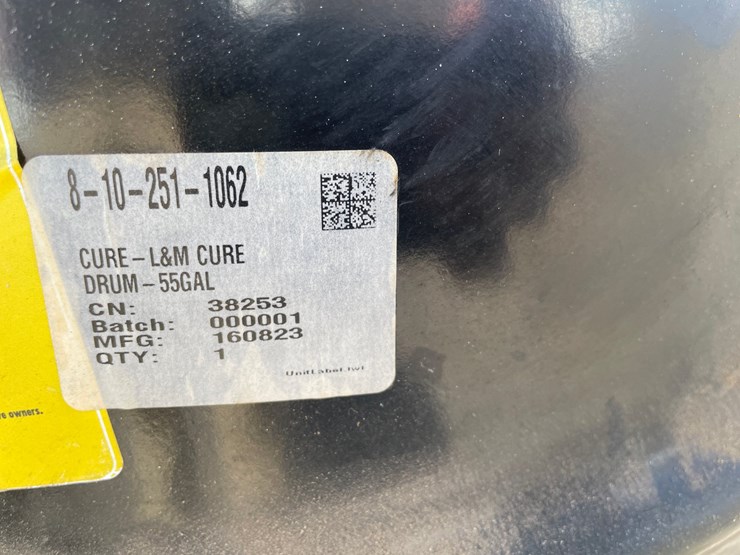 8-10-251-1062
CURE-L&M CURE
DRUM-55GAL
CN: 38253
Batch: 000001
MFG: 160823
QTY: 1
UnitLabel.lwl
owners.